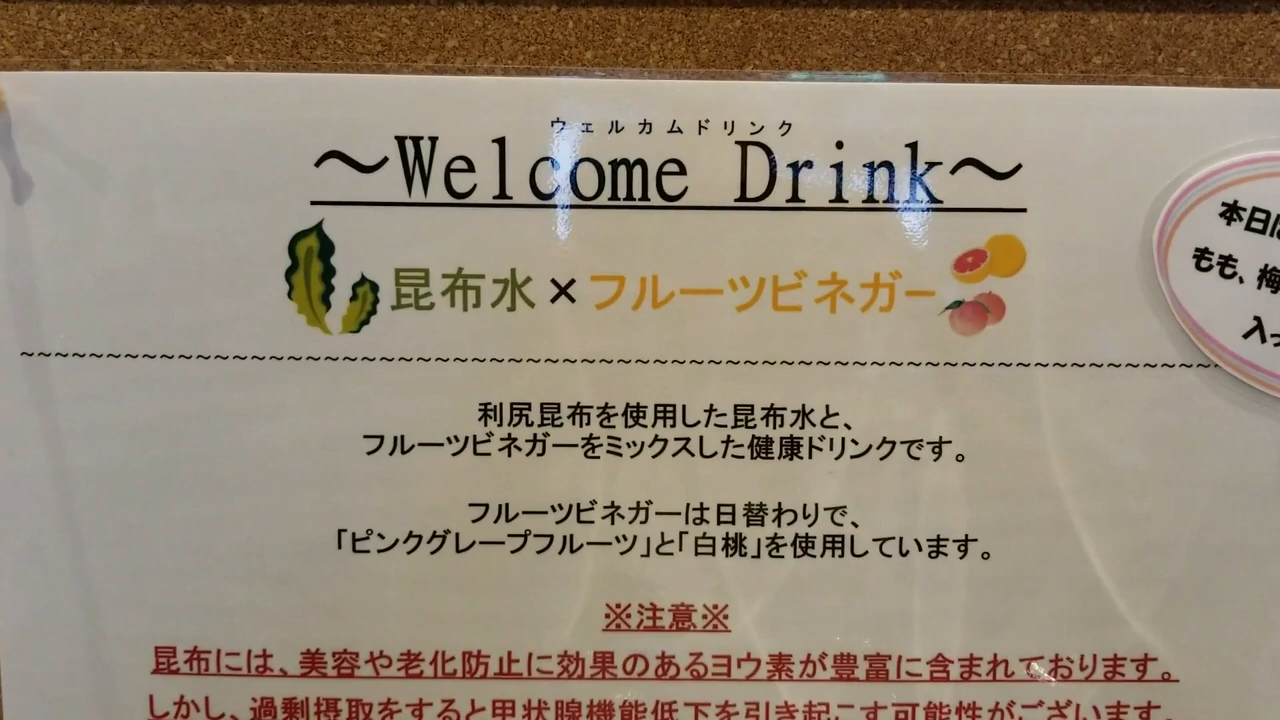 ウェルカムドリンク
～Welcome Drink～
昆布水×フルーツビネガー
本日は
もも、梅
入っ
利尻昆布を使用した昆布水と、
フルーツビネガーをミックスした健康ドリンクです。
フルーツビネガーは日替わりで、
「ピンクグレープフルーツ」と「白桃」を使用しています。
※注意※
昆布には、美容や老化防止に効果のあるヨウ素が豊富に含まれております。
しかし、過剰摂取をすると甲状腺機能低下を引き起こす可能性がございます。